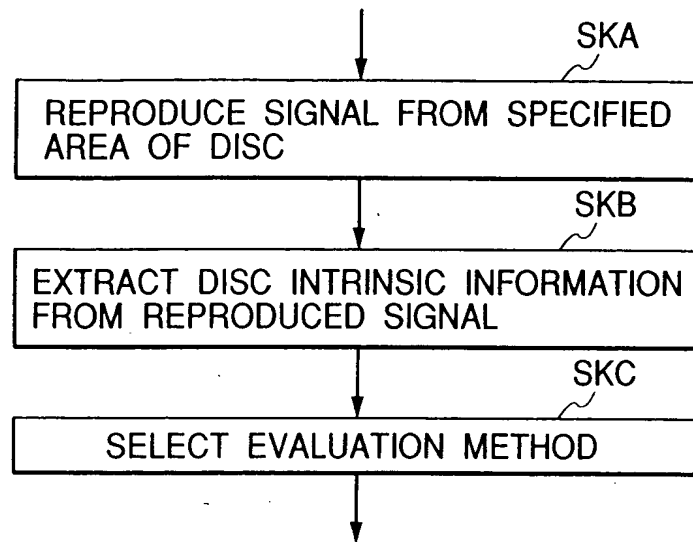 SKA
REPRODUCE SIGNAL FROM SPECIFIED
AREA OF DISC
SKB
EXTRACT DISC INTRINSIC INFORMATION
FROM REPRODUCED SIGNAL
SKC
SELECT EVALUATION METHOD